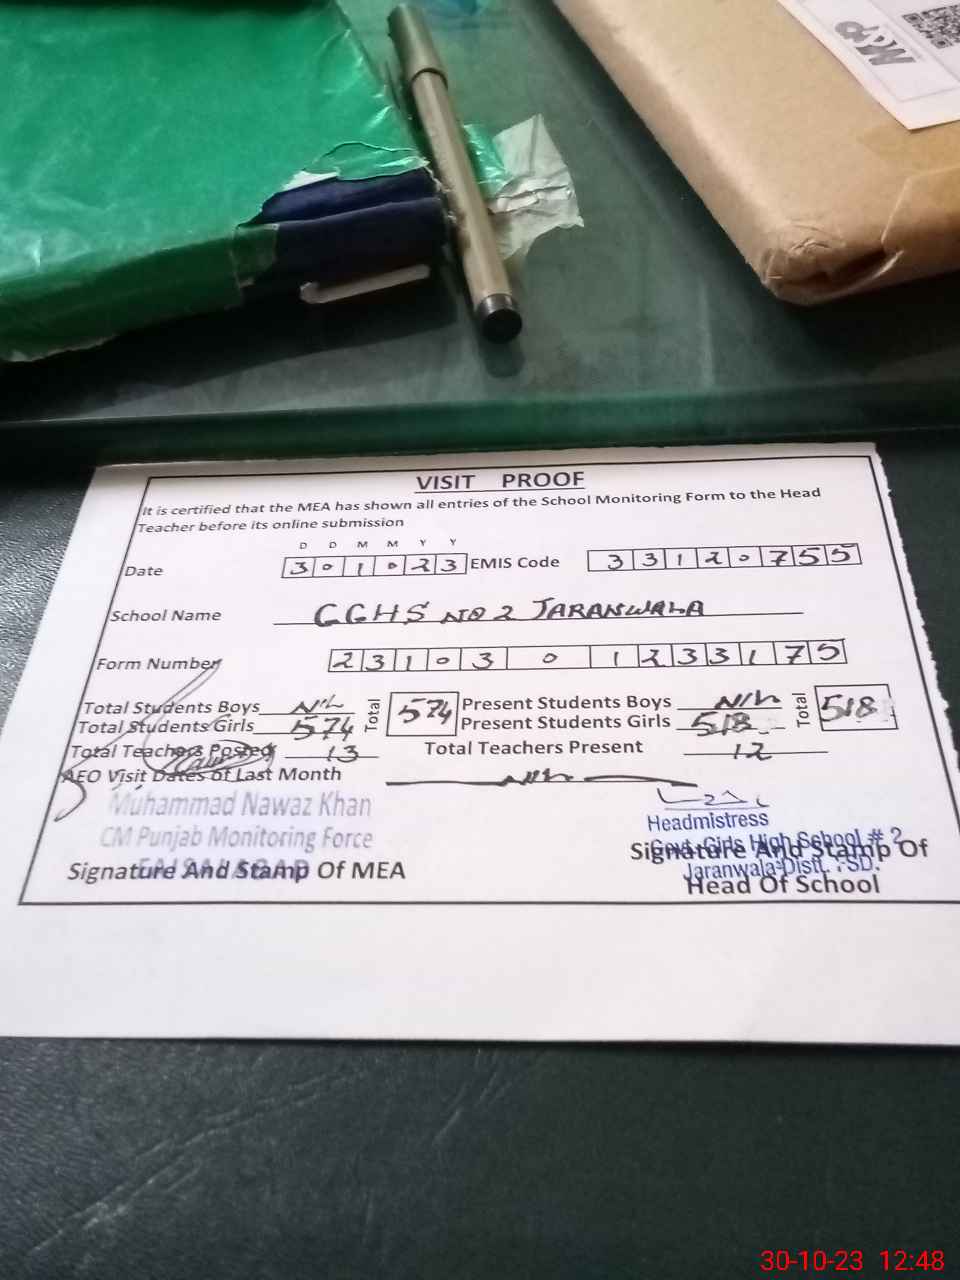 M&P
VISIT PROOF
It is certified that the MEA has shown all entries of the School Monitoring Form to the Head
Teacher before its online submission
D D M M Y Y
Date 3 0 1 0 2 3 EMIS Code 3 3 1 2 0 7 5 5
School Name GGHS NO 2 JARANWALA
Form Number 2 3 1 0 3 0 1 2 3 3 1 7 5
Total Students Boys Nil Total 574 Present Students Boys Nil Total 518
Total Students Girls 574 Present Students Girls 518
Total Teachers Posted 13 Total Teachers Present 12
AEO Visit Dates of Last Month Nil
Muhammad Nawaz Khan
CM Punjab Monitoring Force
FAISALABAD
Signature And Stamp Of MEA
Headmistress
Govt. Girls High School # 2
Jaranwala Distt. FSD.
Signature And Stamp Of
Head Of School
30-10-23 12:48